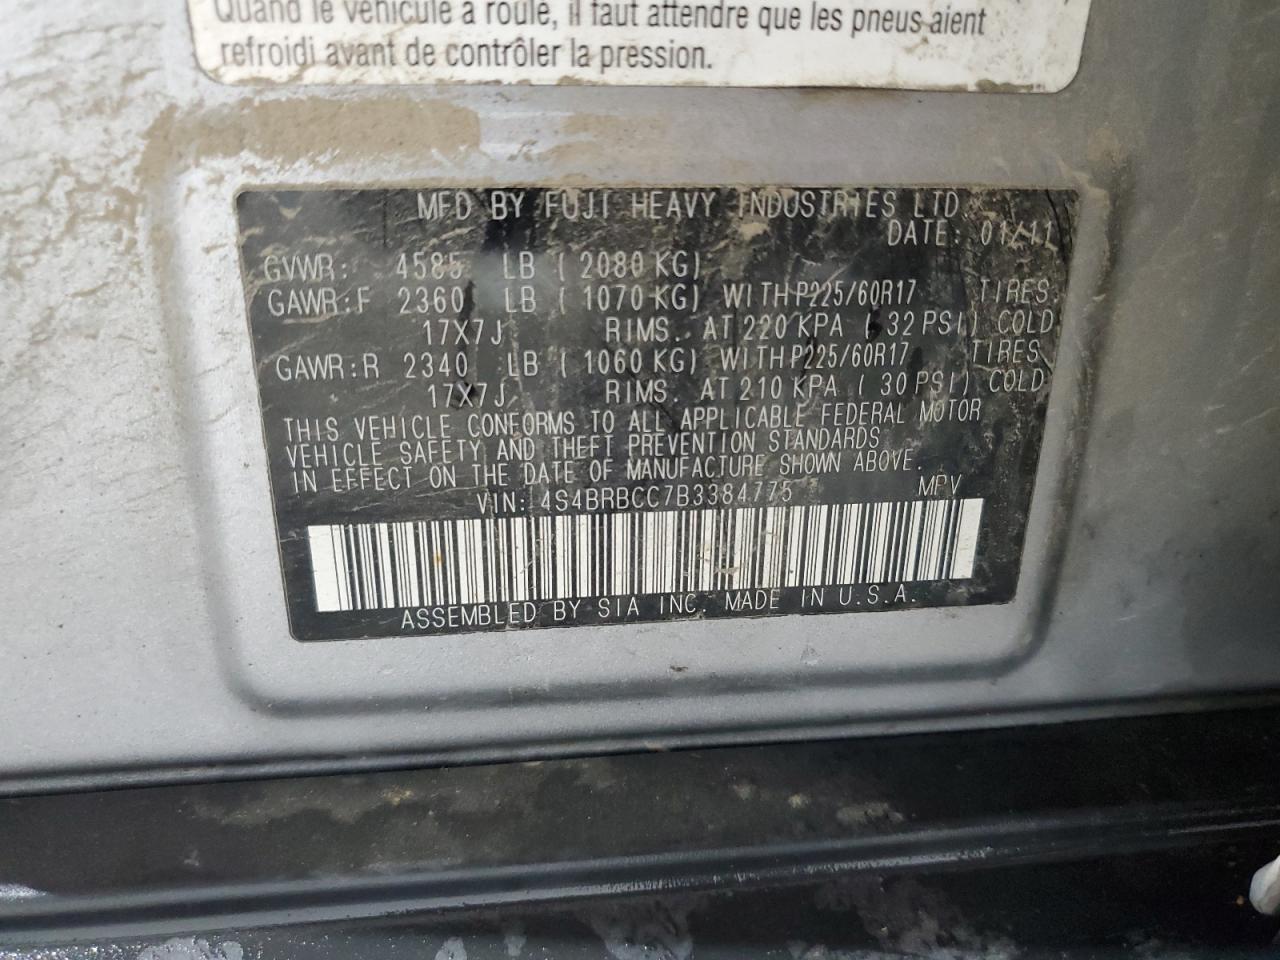 Quand le véhicule a roulé, il faut attendre que les pneus aient
refroidi avant de contrôler la pression.
MFD BY FUJI HEAVY INDUSTRIES LTD.
DATE: 01/11
GVWR: 4585 LB (2080 KG)
GAWR:F 2360 LB (1070 KG) WITH P225/60R17 TIRES.
17X7J RIMS. AT 220 KPA (32 PSI) COLD
GAWR:R 2340 LB (1060 KG) WITH P225/60R17 TIRES
17X7J RIMS. AT 210 KPA (30 PSI) COLD
THIS VEHICLE CONFORMS TO ALL APPLICABLE FEDERAL MOTOR
VEHICLE SAFETY AND THEFT PREVENTION STANDARDS
IN EFFECT ON THE DATE OF MANUFACTURE SHOWN ABOVE.
VIN: 4S4BRBCC7B3384775 MPV
ASSEMBLED BY SIA INC. MADE IN U.S.A.